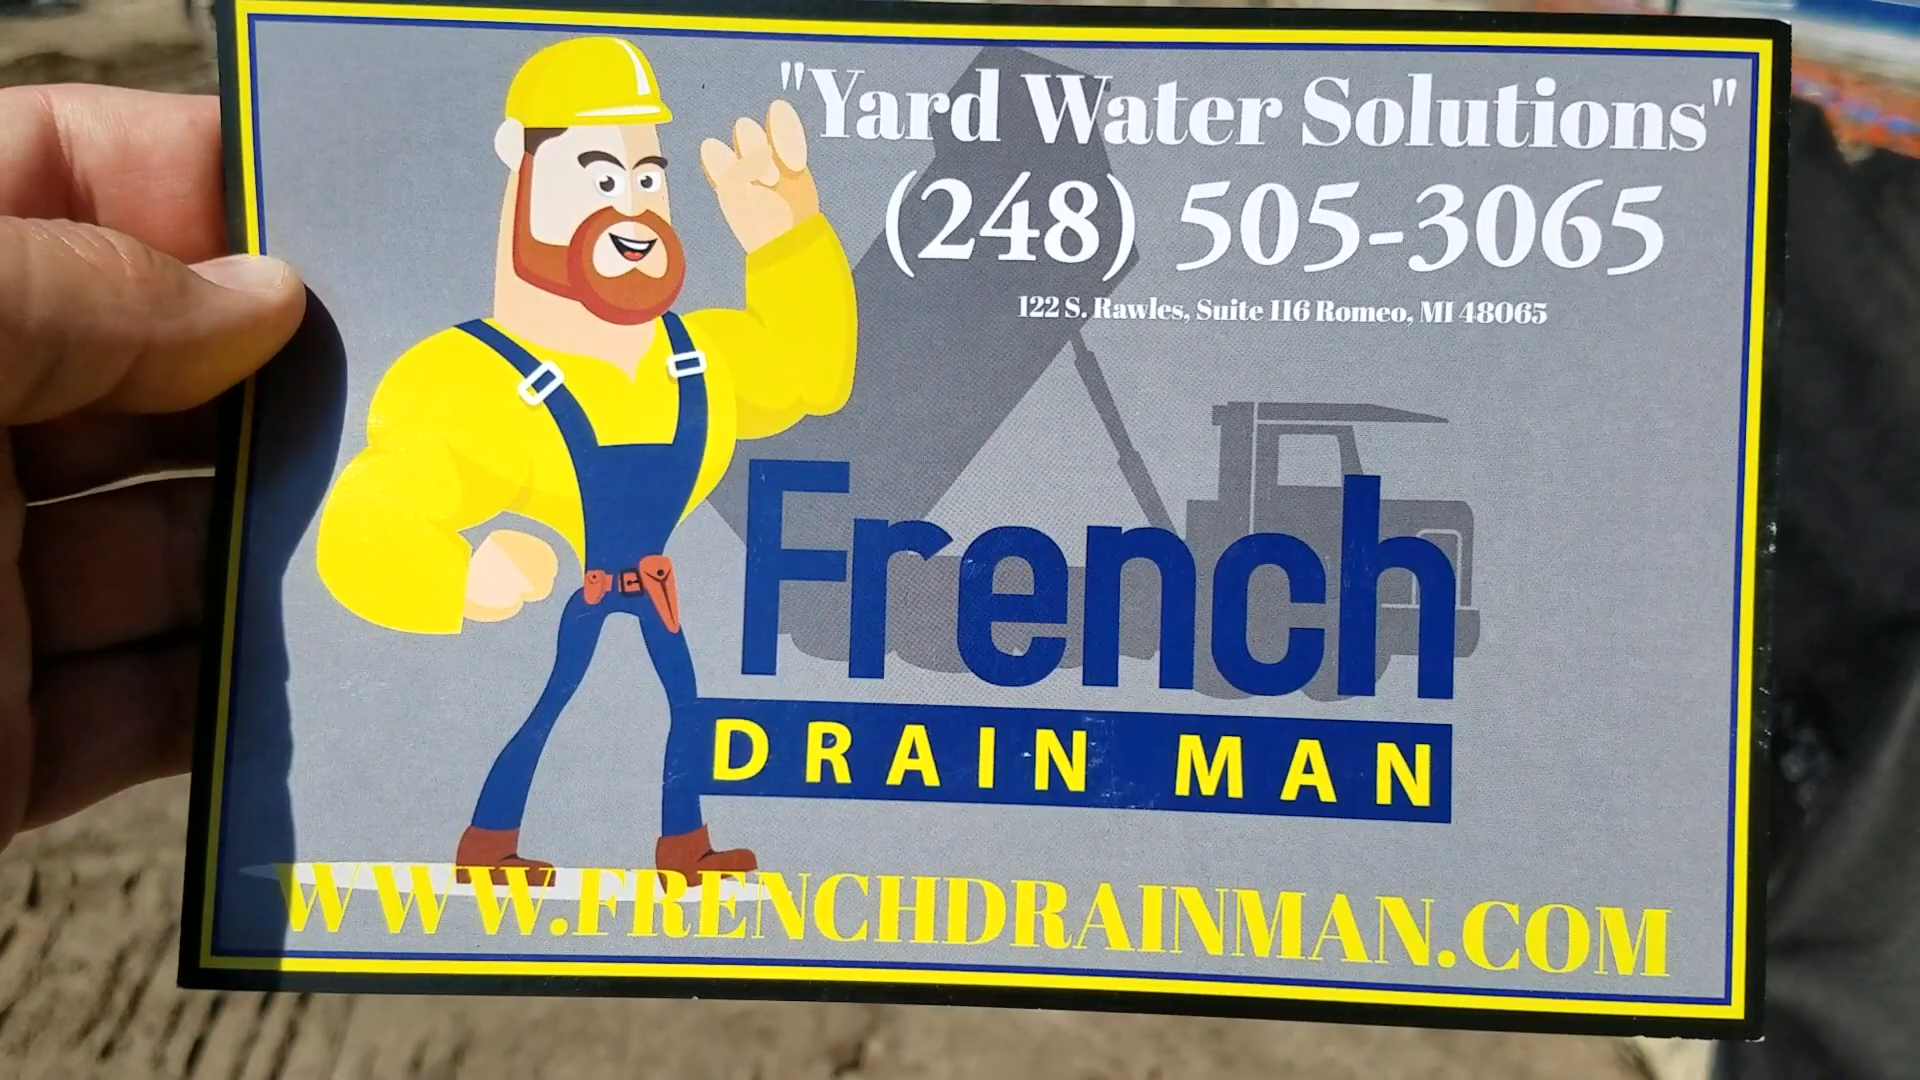 "Yard Water Solutions"
(248) 505-3065
122 S. Rawles, Suite 116 Romeo, MI 48065
French
DRAIN MAN
WWW.FRENCHDRAINMAN.COM